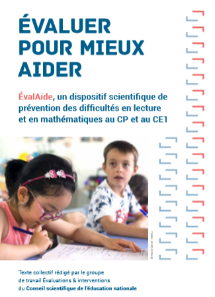 ÉVALUER
POUR MIEUX
AIDER
ÉvalAide, un dispositif scientifique de
prévention des difficultés en lecture
et en mathématiques au CP et au CE1
Texte collectif rédigé par le groupe
de travail Évaluations & interventions
du Conseil scientifique de l'éducation nationale